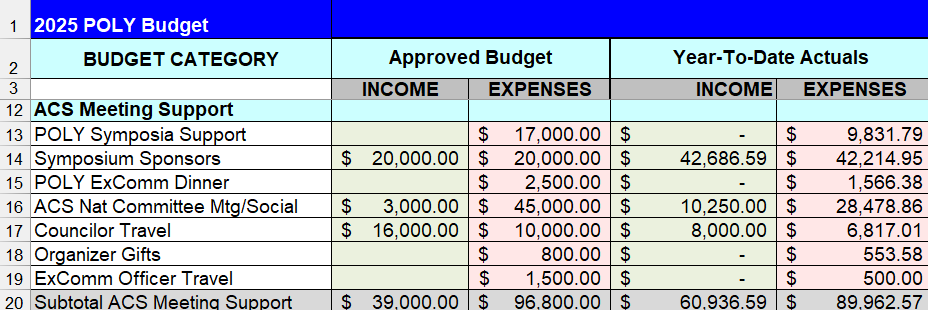 1 2025 POLY Budget
2 BUDGET CATEGORY Approved Budget Year-To-Date Actuals
3 INCOME EXPENSES INCOME EXPENSES
12 ACS Meeting Support
13 POLY Symposia Support $ 17,000.00 $ - $ 9,831.79
14 Symposium Sponsors $ 20,000.00 $ 20,000.00 $ 42,686.59 $ 42,214.95
15 POLY ExComm Dinner $ 2,500.00 $ - $ 1,566.38
16 ACS Nat Committee Mtg/Social $ 3,000.00 $ 45,000.00 $ 10,250.00 $ 28,478.86
17 Councilor Travel $ 16,000.00 $ 10,000.00 $ 8,000.00 $ 6,817.01
18 Organizer Gifts $ 800.00 $ - $ 553.58
19 ExComm Officer Travel $ 1,500.00 $ - $ 500.00
20 Subtotal ACS Meeting Support $ 39,000.00 $ 96,800.00 $ 60,936.59 $ 89,962.57